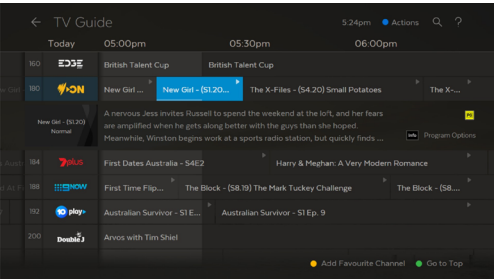 ← TV Guide 5:24pm Actions ?
Today 05:00pm 05:30pm 06:00pm
160 EDGE British Talent Cup British Talent Cup
180 ON New Girl ... New Girl - (S1.20... The X-Files - (S4.20) Small Potatoes The X-...
New Girl - (S1.20)
Normal
A nervous Jess invites Russell to spend the weekend at the loft, and her fears
are amplified when he gets along better with the guys than she hoped.
Meanwhile, Winston begins work at a sports radio station, but quickly finds ...
PG
Info Program Options
184 7plus First Dates Australia - S4E2 Harry & Meghan: A Very Modern Romance
188 9NOW First Time Flip... The Block - (S8.19) The Mark Tuckey Challenge The Block - (S8....
192 10 play First Australian Survivor - S1 E... Australian Survivor - S1 Ep. 9
200 Double J Arvos with Tim Shiel
Add Favourite Channel Go to Top